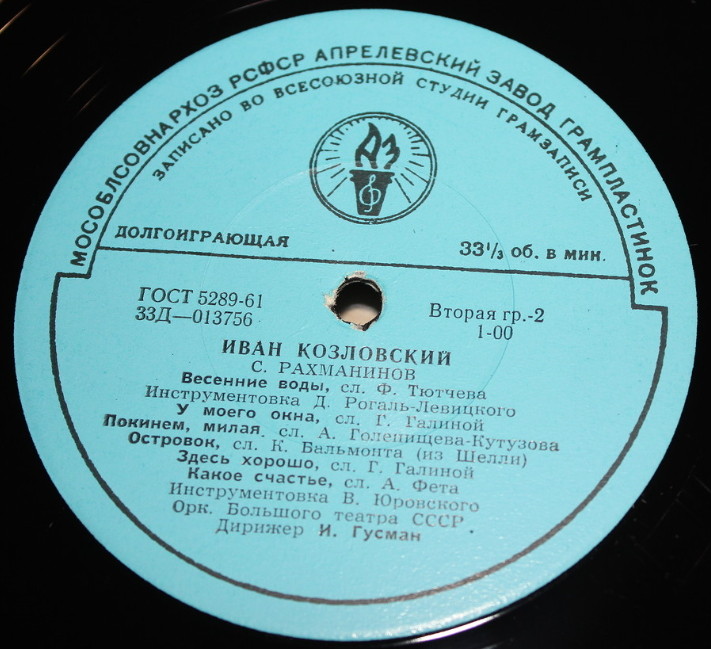 МОСОБЛСОВНАРХОЗ РСФСР АПРЕЛЕВСКИЙ ЗАВОД ГРАМПЛАСТИНОК
ЗАПИСАНО ВО ВСЕСОЮЗНОЙ СТУДИИ ГРАМЗАПИСИ
АЗ
ДОЛГОИГРАЮЩАЯ 33⅓ об. в мин.
ГОСТ 5289-61 Вторая гр.-2
33Д—013756 1-00
ИВАН КОЗЛОВСКИЙ
С. РАХМАНИНОВ
Весенние воды, сл. Ф. Тютчева
Инструментовка Д. Рогаль-Левицкого
У моего окна, сл. Г. Галиной
Покинем, милая, сл. А. Голенищева-Кутузова
Островок, сл. К. Бальмонта (из Шелли)
Здесь хорошо, сл. Г. Галиной
Какое счастье, сл. А. Фета
Инструментовка В. Юровского
Орк. Большого театра СССР
Дирижер И. Гусман